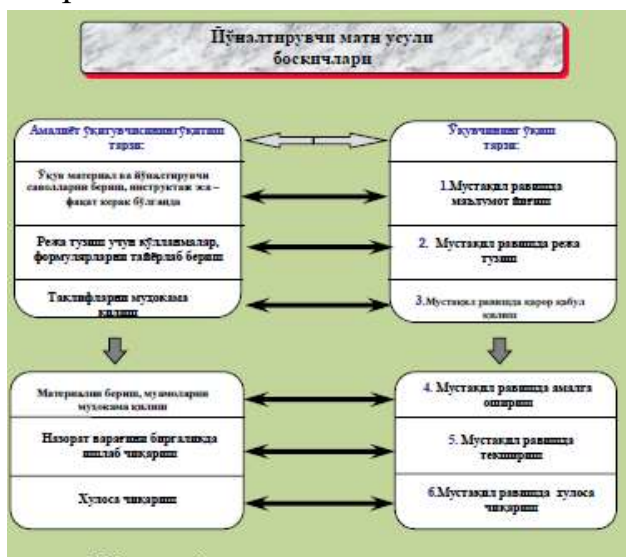 Йўналтирувчи матн усули
босқичлари
Амалиёт ўқитувчисининг ўқитиш
тарзи:
Ўқувчининг ўқиш
тарзи:
Ўқув материал ва йўналтирувчи
саволларни бериш, инструктаж эса –
фақат керак бўлганда
1.Мустақил равишда
маълумот йиғиш
Режа тузиш учун қўлланмалар,
формулярларни тайёрлаб бериш
2. Мустақил равишда режа
тузиш
Таклифларни муҳокама
қилиш
3.Мустақил равишда қарор қабул
қилиш
Материални бериш, муаммоларни
муҳокама қилиш
4. Мустақил равишда амалга
ошириш
Назорат варағини биргаликда
ишлаб чиқариш
5. Мустақил равишда
текшириш
Хулоса чиқариш
6.Мустақил равишда хулоса
чиқариш